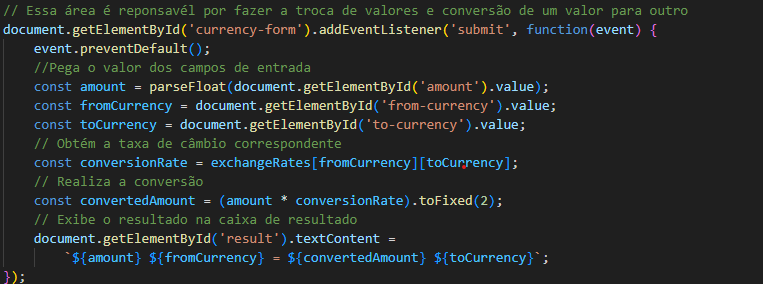 // Essa área é reponsavél por fazer a troca de valores e conversão de um valor para outro
document.getElementById('currency-form').addEventListener('submit', function(event) {
    event.preventDefault();
    //Pega o valor dos campos de entrada
    const amount = parseFloat(document.getElementById('amount').value);
    const fromCurrency = document.getElementById('from-currency').value;
    const toCurrency = document.getElementById('to-currency').value;
    // Obtém a taxa de câmbio correspondente
    const conversionRate = exchangeRates[fromCurrency][toCurrency];
    // Realiza a conversão
    const convertedAmount = (amount * conversionRate).toFixed(2);
    // Exibe o resultado na caixa de resultado
    document.getElementById('result').textContent =
        `${amount} ${fromCurrency} = ${convertedAmount} ${toCurrency}`;
});